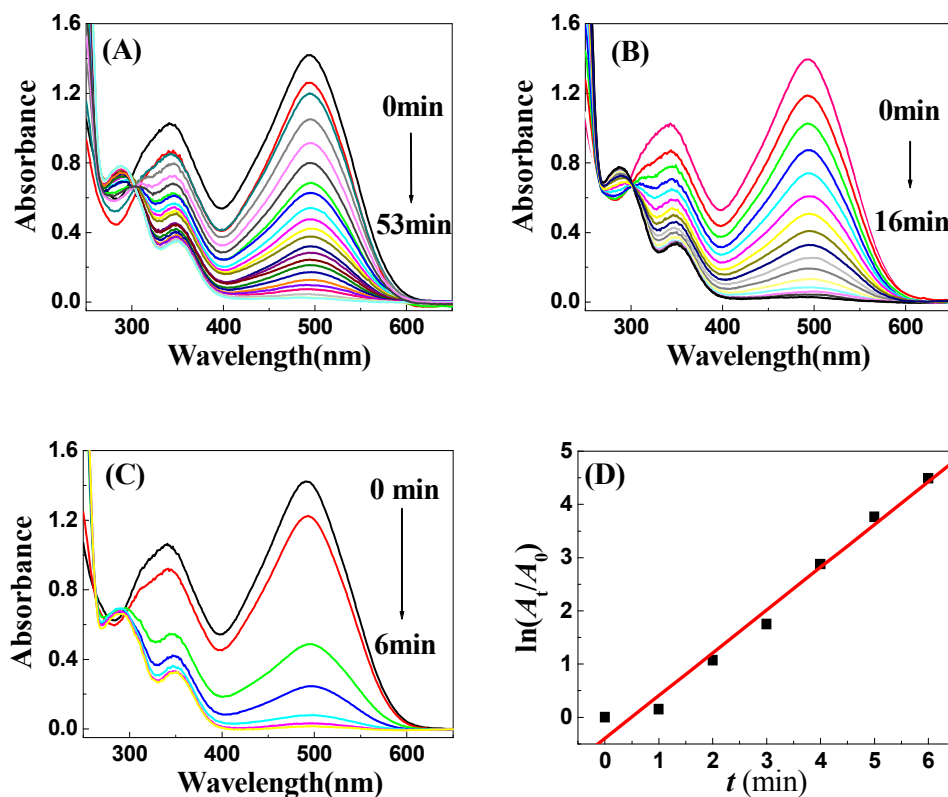 (A)
1.6
1.2
0.8
0.4
0.0
Absorbance
0min
53min
300 400 500 600
Wavelength(nm)
(B)
1.6
1.2
0.8
0.4
0.0
Absorbance
0min
16min
300 400 500 600
Wavelength(nm)
(C)
1.6
1.2
0.8
0.4
0.0
Absorbance
0 min
6min
300 400 500 600
Wavelength(nm)
(D)
5
4
3
2
1
0
ln(At/A0)
0 1 2 3 4 5 6
t (min)